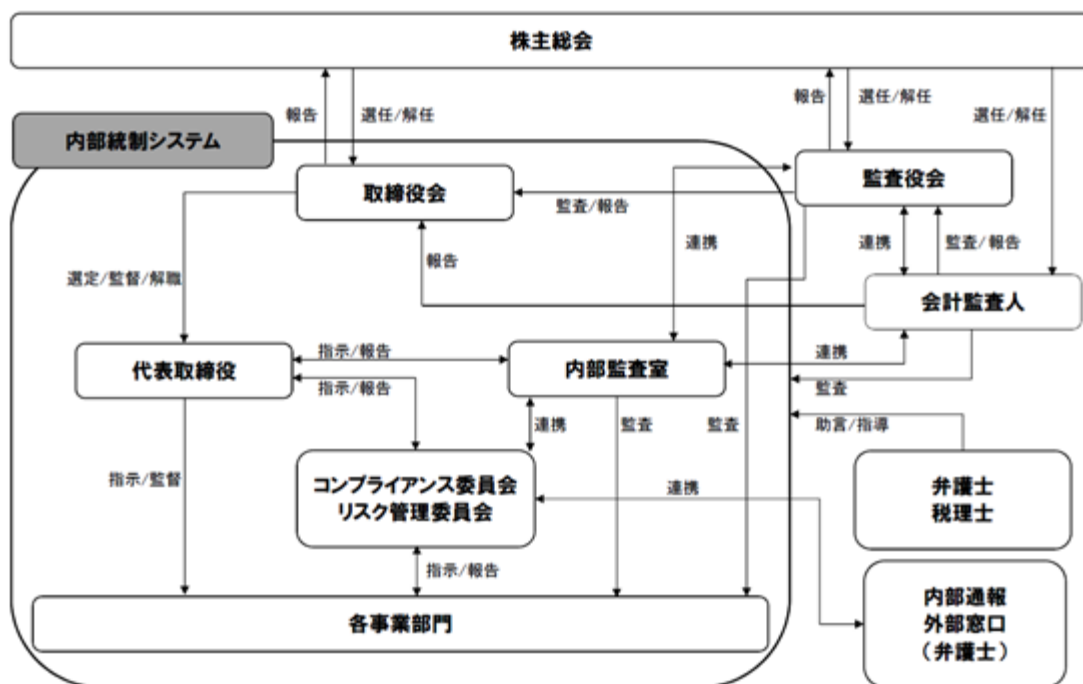 株主総会
報告
選任/解任
報告
選任/解任
選任/解任
内部統制システム
取締役会
監査役会
監査/報告
連携
連携
監査/報告
報告
選定/監督/解職
会計監査人
代表取締役
指示/報告
指示/報告
内部監査室
連携
監査
連携
監査
監査
助言/指導
指示/監督
コンプライアンス委員会
リスク管理委員会
連携
弁護士
税理士
指示/報告
各事業部門
内部通報
外部窓口
(弁護士)